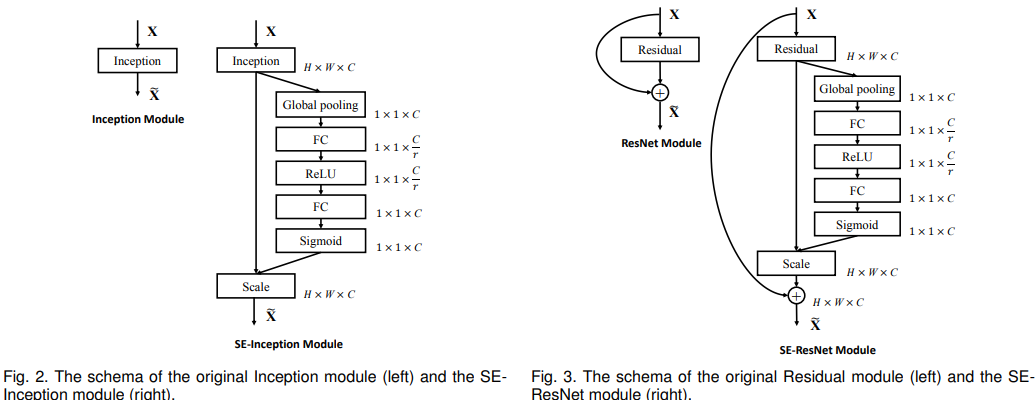 X
Inception
X̃
Inception Module
X
Inception
H × W × C
Global pooling
1 × 1 × C
FC
1 × 1 × C/r
ReLU
1 × 1 × C/r
FC
1 × 1 × C
Sigmoid
1 × 1 × C
Scale
H × W × C
X̃
SE-Inception Module
Fig. 2. The schema of the original Inception module (left) and the SE-
Inception module (right).
X
Residual
+
X̃
ResNet Module
X
Residual
H × W × C
Global pooling
1 × 1 × C
FC
1 × 1 × C/r
ReLU
1 × 1 × C/r
FC
1 × 1 × C
Sigmoid
1 × 1 × C
Scale
H × W × C
+
H × W × C
X̃
SE-ResNet Module
Fig. 3. The schema of the original Residual module (left) and the SE-
ResNet module (right).